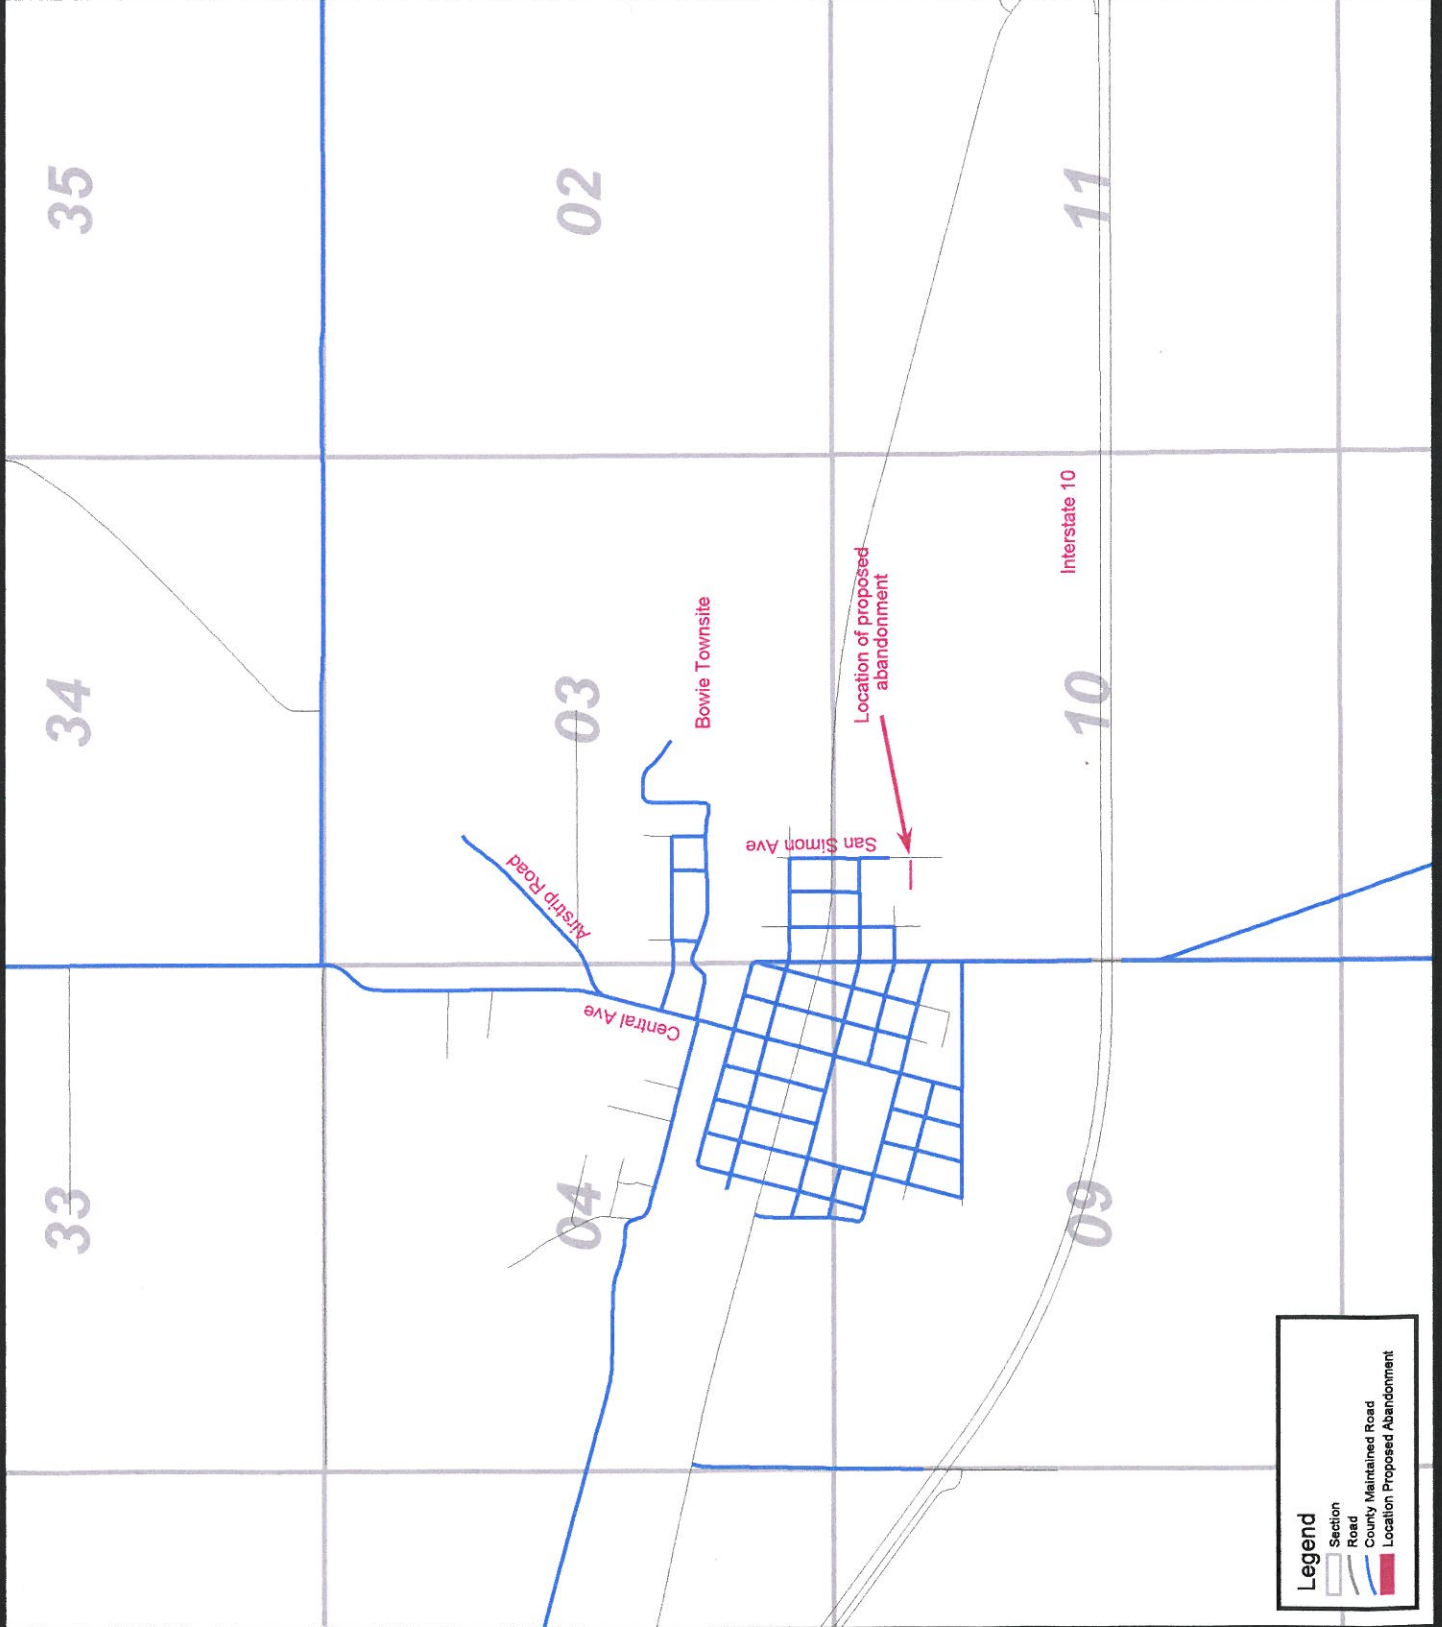 35
02
11
34
03
10
33
04
09
Airstrip Road
Central Ave
Bowie Townsite
San Simon Ave
Location of proposed
abandonment
Interstate 10
Legend
Section
Road
County Maintained Road
Location Proposed Abandonment